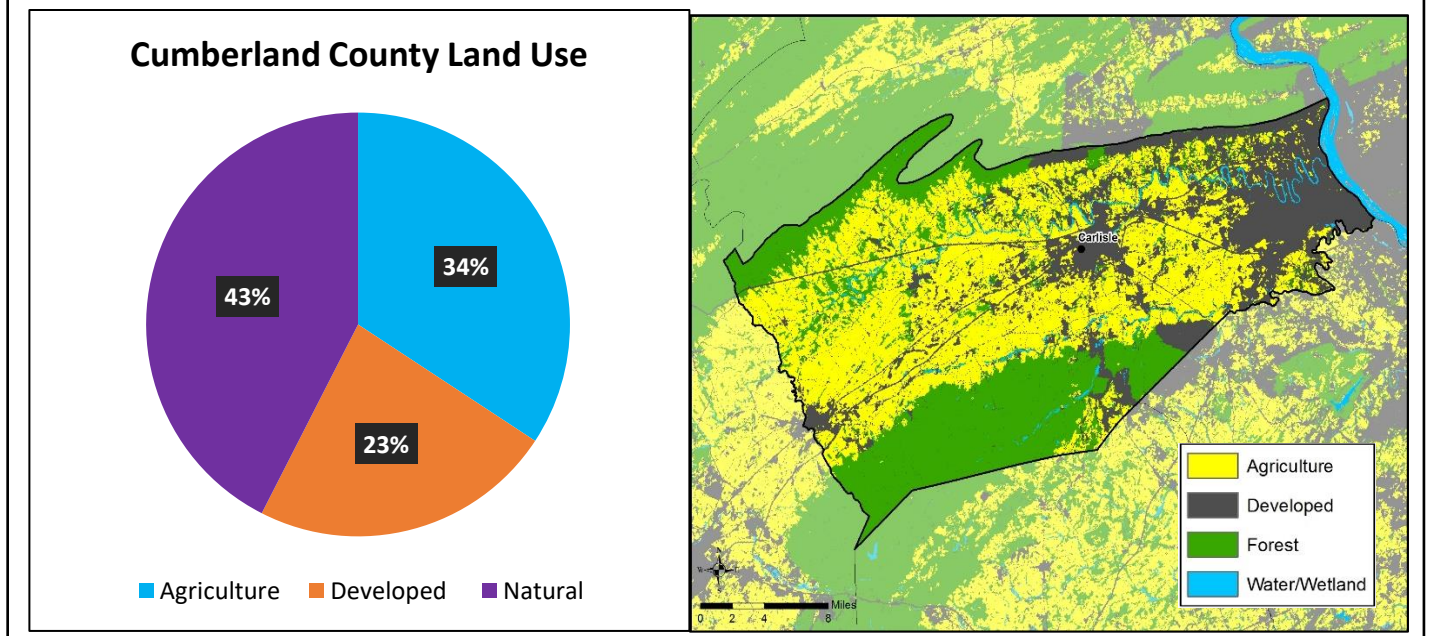 Cumberland County Land Use
34%
43%
23%
Agriculture Developed Natural
Carlisle
Agriculture
Developed
Forest
Water/Wetland
Miles
0 2 4 8